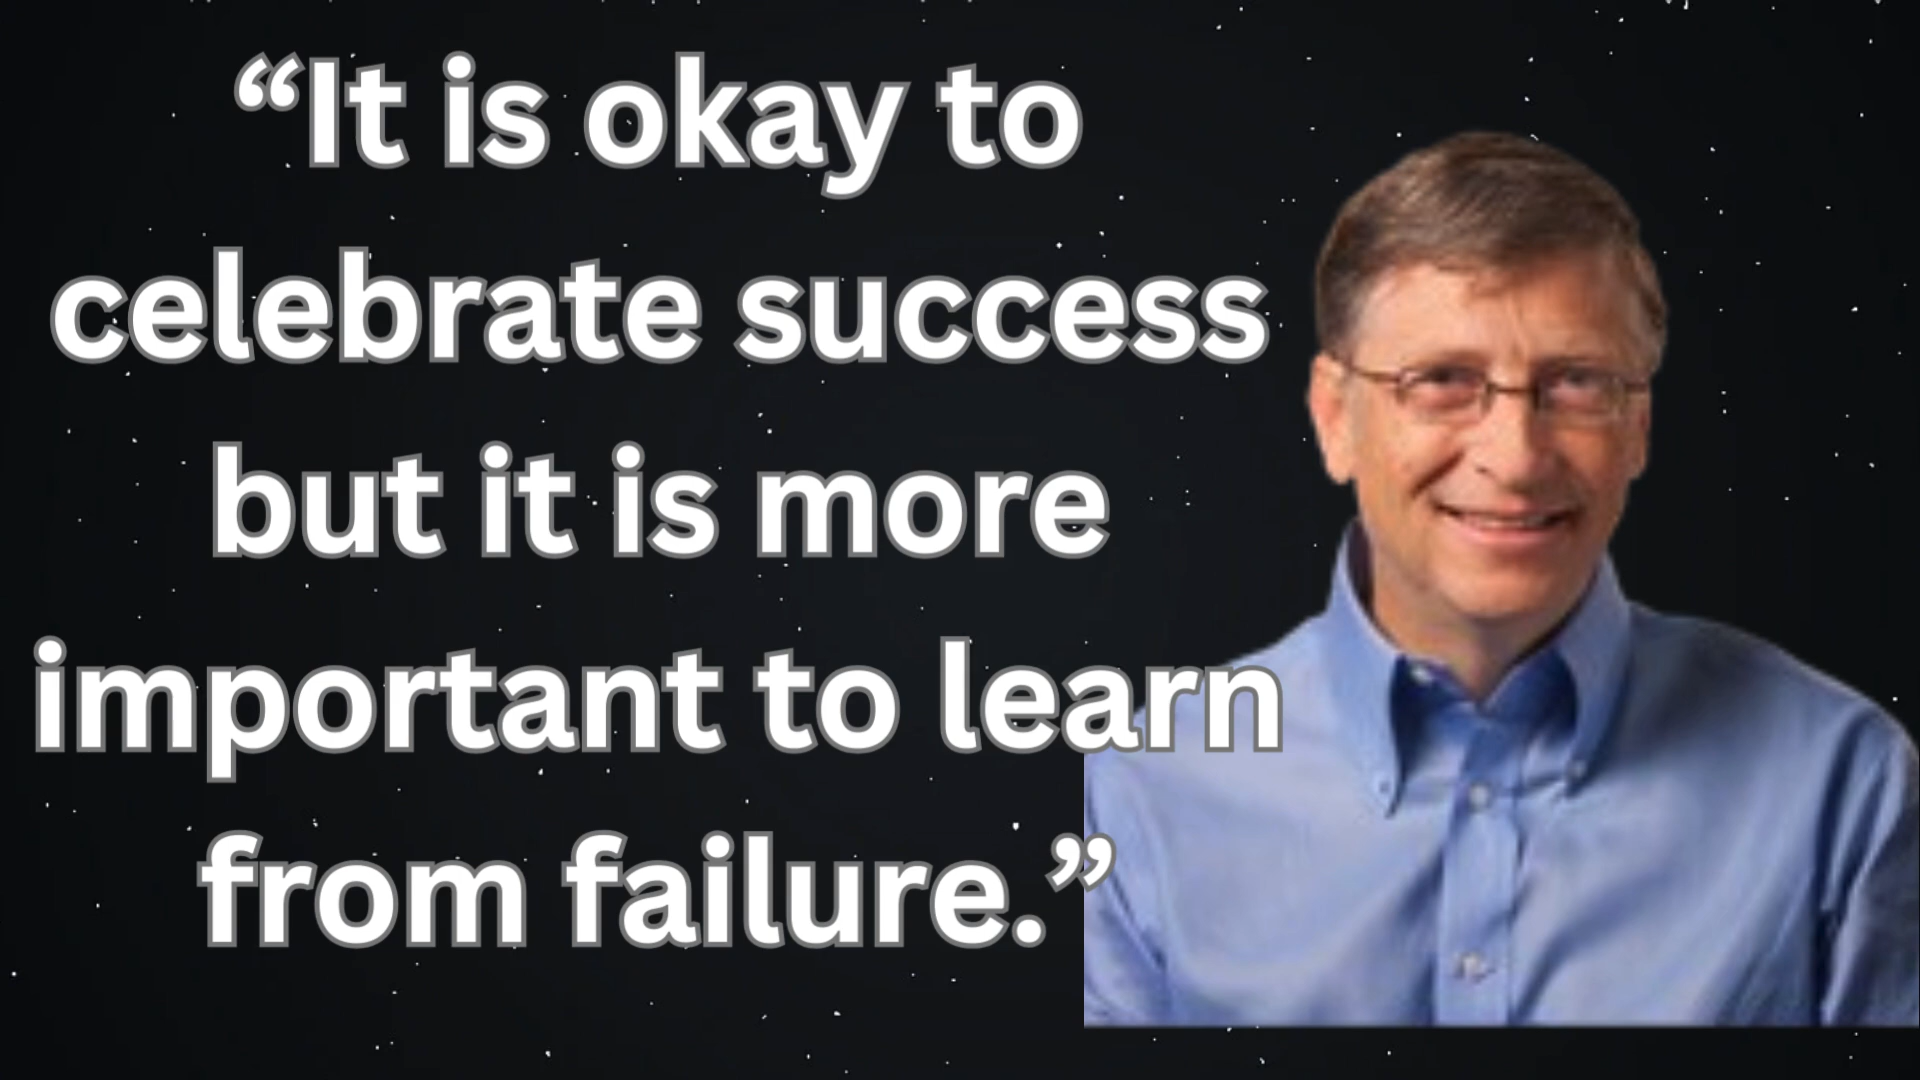 “It is okay to
celebrate success
but it is more
important to learn
from failure.”